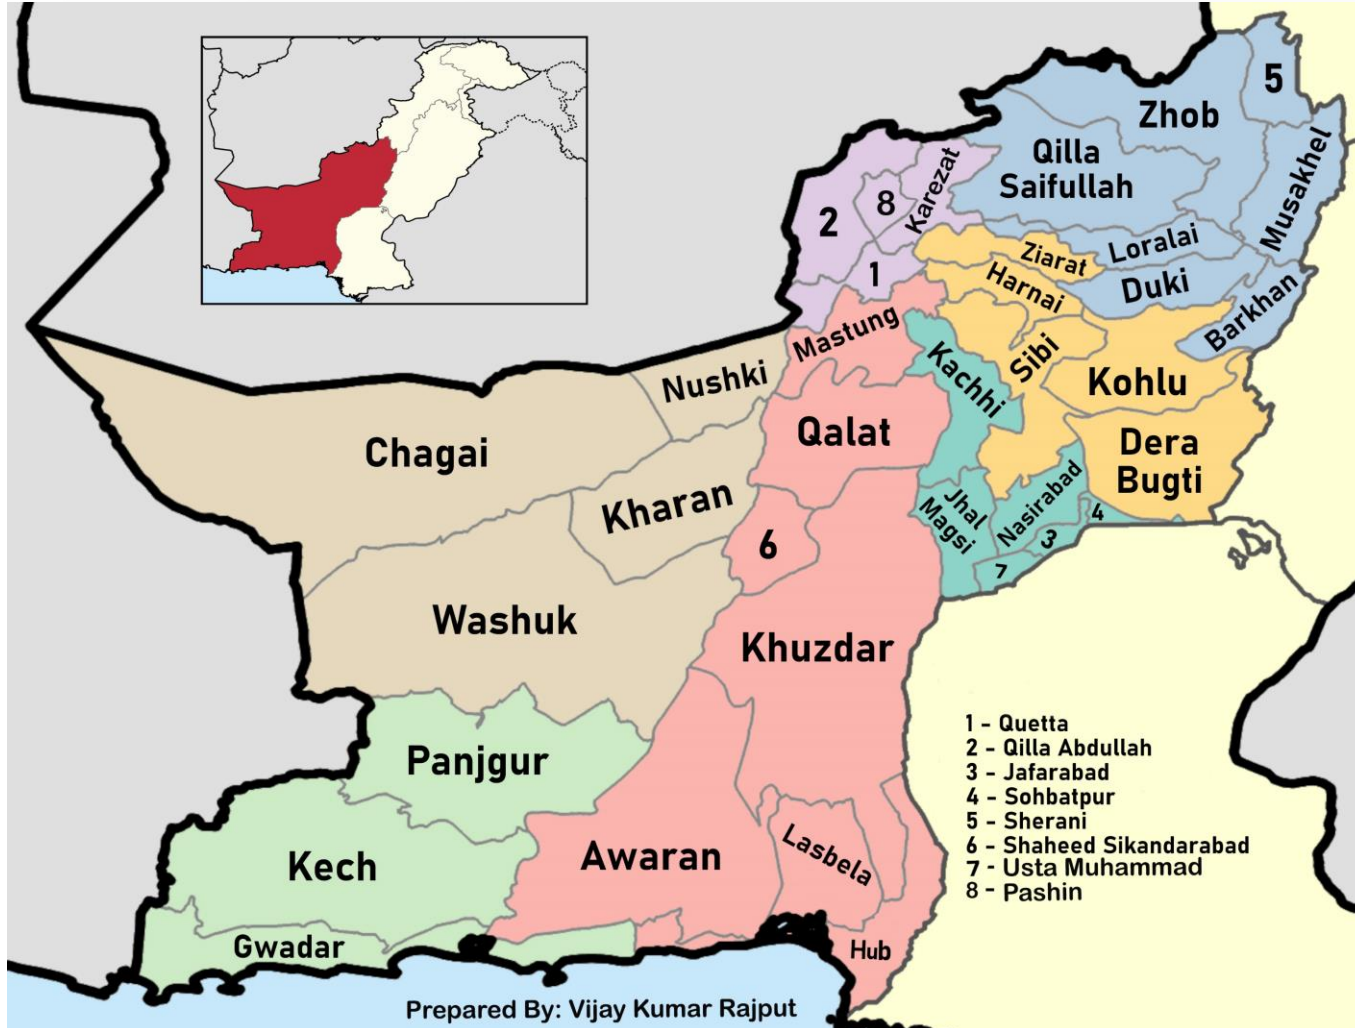 5
Zhob
Qilla
Saifullah
Musakhel
Karezat
8
2
1
Ziarat
Loralai
Harnai
Duki
Barkhan
Mastung
Kachhi
Sibi
Kohlu
Nushki
Chagai
Qalat
Dera
Bugti
Kharan
Jhal
Magsi
Nasirabad
4
3
7
6
Washuk
Khuzdar
Panjgur
Kech
Awaran
Lasbela
Gwadar
Hub
1 - Quetta
2 - Qilla Abdullah
3 - Jafarabad
4 - Sohbatpur
5 - Sherani
6 - Shaheed Sikandarabad
7 - Usta Muhammad
8 - Pashin
Prepared By: Vijay Kumar Rajput